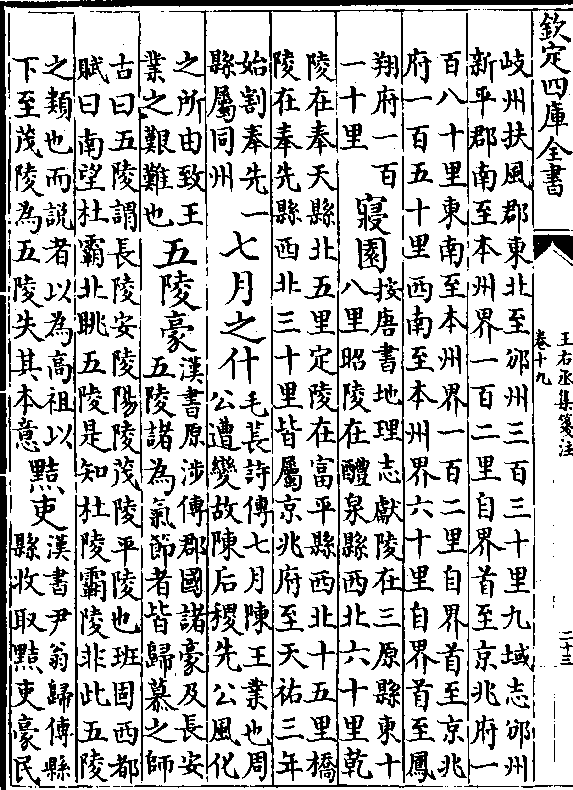 欽定四庫全書
王右丞集箋注
卷十九
二十三
岐州扶風郡東北至邠州三百三十里九域志邠州
新平郡南至本州界一百二里自界首至京兆府一
百八十里東南至本州界一百二里自界首至京兆
府一百五十里西南至本州界六十里自界首至鳳
翔府一百
一十里
寢園
按唐書地理志獻陵在三原縣東十
八里昭陵在醴泉縣西北六十里乾
陵在奉天縣北五里定陵在富平縣西北十五里橋
陵在奉先縣西北三十里皆屬京兆府至天祐三年
始割奉先一
縣屬同州
七月之什
毛萇詩傳七月陳王業也周
公遭變故陳后稷先公風化
之所由致王
業之艱難也
五陵豪
漢書原涉傳郡國諸豪及長安
五陵諸為氣節者皆歸慕之師
古曰五陵謂長陵安陵陽陵茂陵平陵也班固西都
賦曰南望杜霸北眺五陵是知杜陵霸陵非此五陵
之類也而説者以為高祖以
下至茂陵為五陵失其本意
黠吏
漢書尹翁歸傳縣
縣收取黠吏豪民